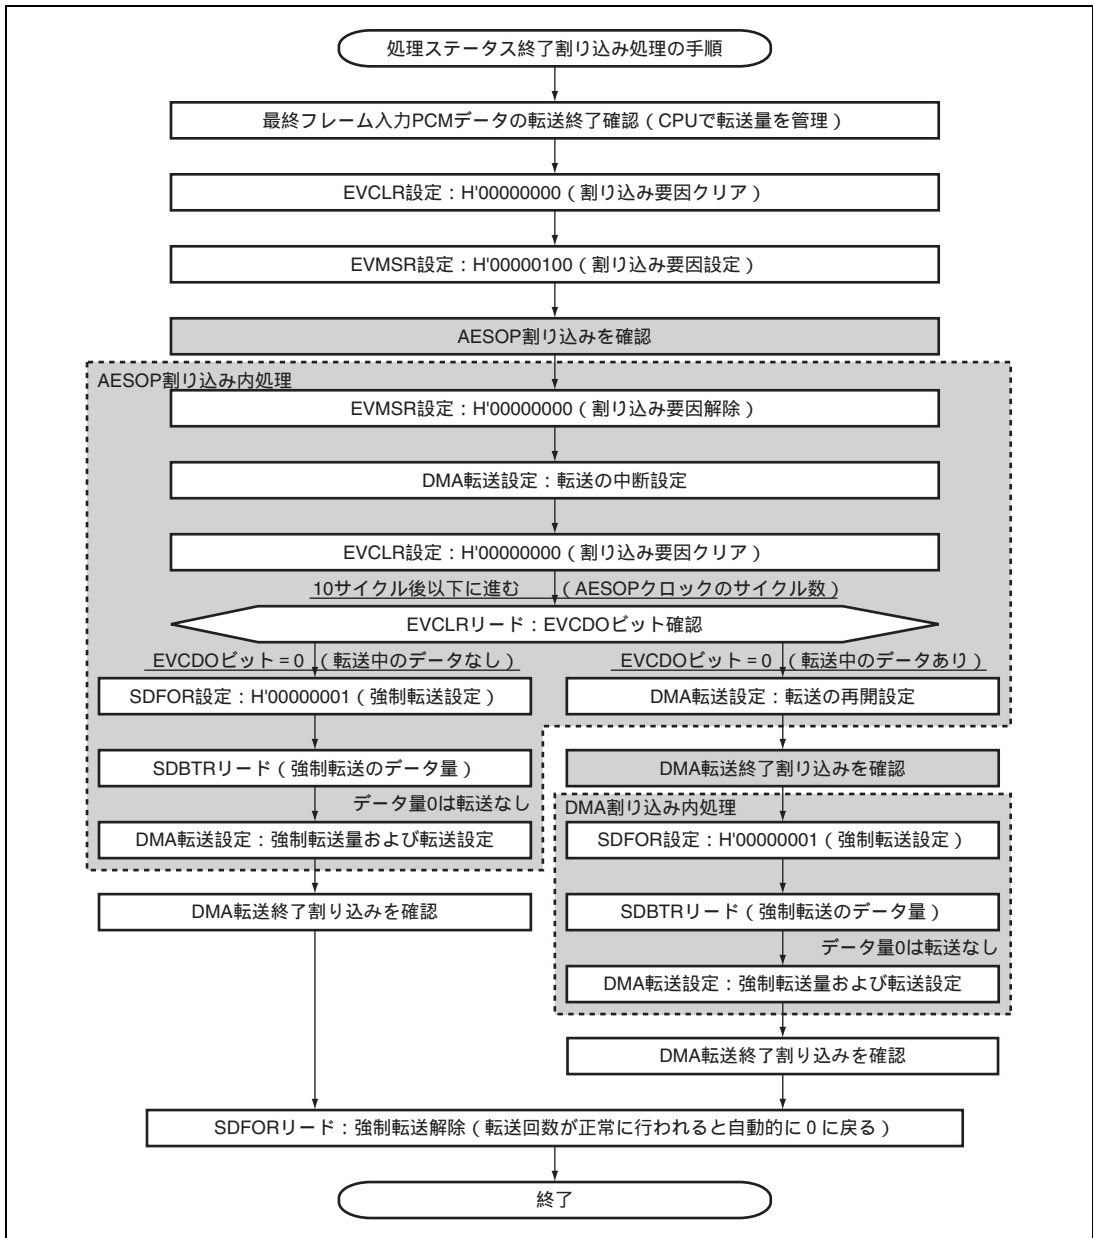 処理ステータス終了割り込み処理の手順
最終フレーム入力PCMデータの転送終了確認（CPUで転送量を管理）
EVCLR設定：H'00000000（割り込み要因クリア）
EVMSR設定：H'00000100（割り込み要因設定）
AESOP割り込みを確認
AESOP割り込み内処理
EVMSR設定：H'00000000（割り込み要因解除）
DMA転送設定：転送の中断設定
EVCLR設定：H'00000000（割り込み要因クリア）
10サイクル後以下に進む （AESOPクロックのサイクル数）
EVCLRリード：EVCDOビット確認
EVCDOビット＝0 （転送中のデータなし）
SDFOR設定：H'00000001（強制転送設定）
SDBTRリード（強制転送のデータ量）
データ量0は転送なし
DMA転送設定：強制転送量および転送設定
DMA転送終了割り込みを確認
EVCDOビット＝0 （転送中のデータあり）
DMA転送設定：転送の再開設定
DMA転送終了割り込みを確認
DMA割り込み内処理
SDFOR設定：H'00000001（強制転送設定）
SDBTRリード（強制転送のデータ量）
データ量0は転送なし
DMA転送設定：強制転送量および転送設定
DMA転送終了割り込みを確認
SDFORリード：強制転送解除（転送回数が正常に行われると自動的に0に戻る）
終了